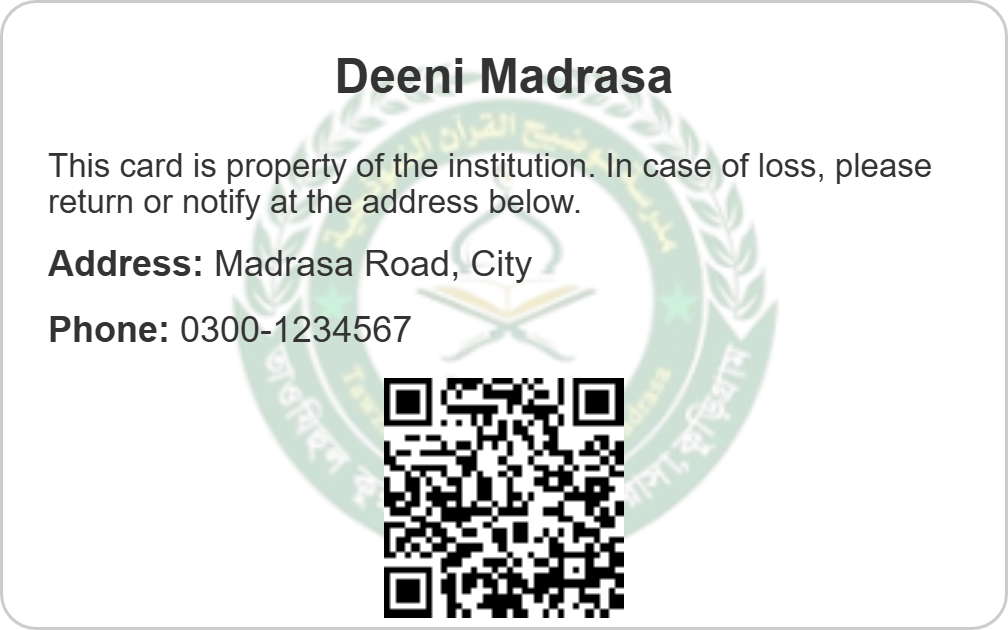 Deeni Madrasa
This card is property of the institution. In case of loss, please
return or notify at the address below.
Address: Madrasa Road, City
Phone: 0300-1234567